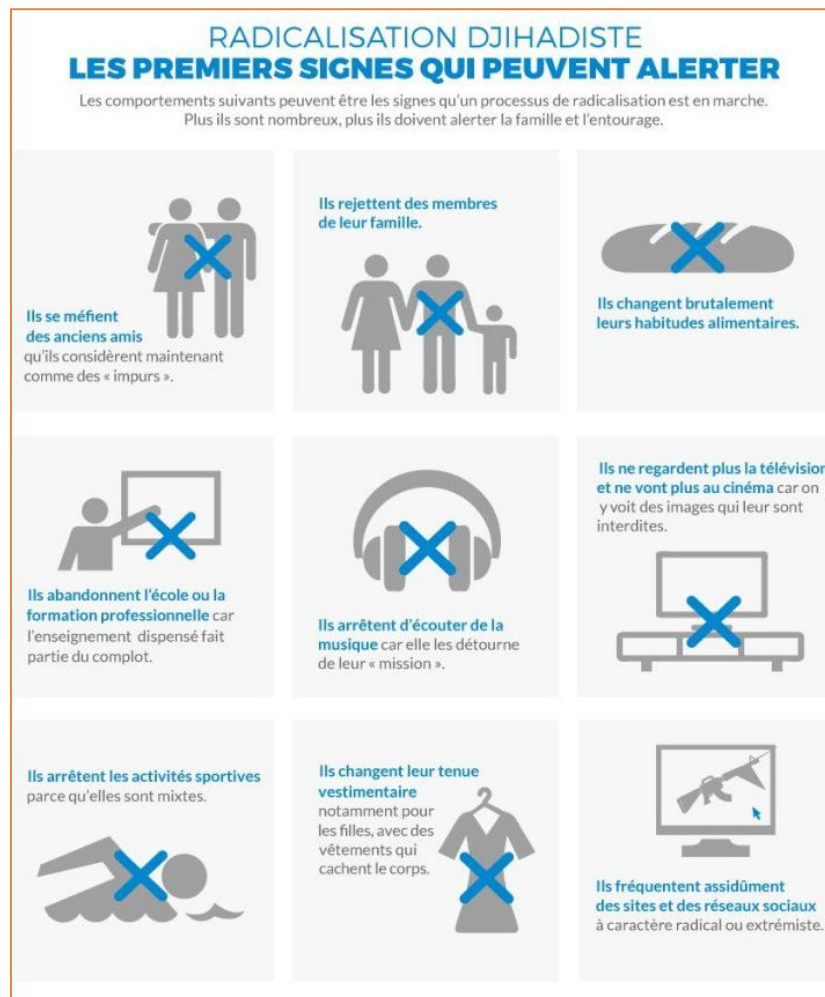 RADICALISATION DJIHADISTE
LES PREMIERS SIGNES QUI PEUVENT ALERTER
Les comportements suivants peuvent être les signes qu'un processus de radicalisation est en marche.
Plus ils sont nombreux, plus ils doivent alerter la famille et l'entourage.
Ils se méfient
des anciens amis
qu'ils considèrent maintenant
comme des « impurs ».
Ils rejettent des membres
de leur famille.
Ils changent brutalement
leurs habitudes alimentaires.
Ils abandonnent l'école ou la
formation professionnelle car
l'enseignement dispensé fait
partie du complot.
Ils arrêtent d'écouter de la
musique car elle les détourne
de leur « mission ».
Ils ne regardent plus la télévision
et ne vont plus au cinéma car on
y voit des images qui leur sont
interdites.
Ils arrêtent les activités sportives
parce qu'elles sont mixtes.
Ils changent leur tenue
vestimentaire
notamment pour
les filles, avec des
vêtements qui
cachent le corps.
Ils fréquentent assidûment
des sites et des réseaux sociaux
à caractère radical ou extrémiste.